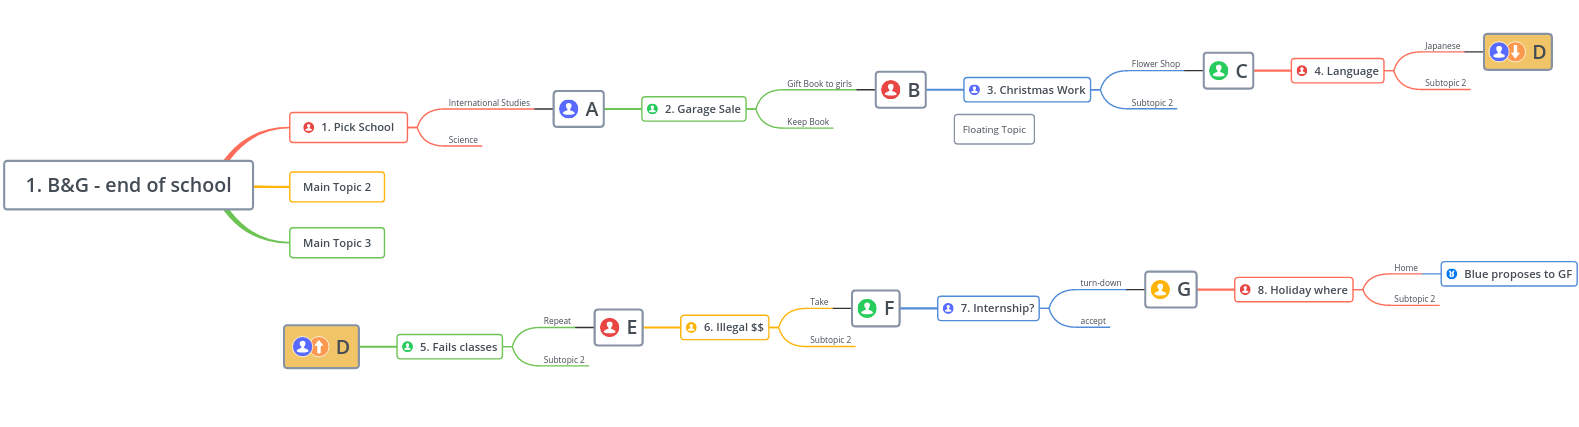 1. B&G - end of school
1. Pick School
International Studies
Science
A
2. Garage Sale
Gift Book to girls
Keep Book
B
3. Christmas Work
Floating Topic
Flower Shop
Subtopic 2
C
4. Language
Japanese
Subtopic 2
D
Main Topic 2
Main Topic 3
D
5. Fails classes
Repeat
Subtopic 2
E
6. Illegal $$
Take
Subtopic 2
F
7. Internship?
turn-down
accept
G
8. Holiday where
Home
Subtopic 2
Blue proposes to GF